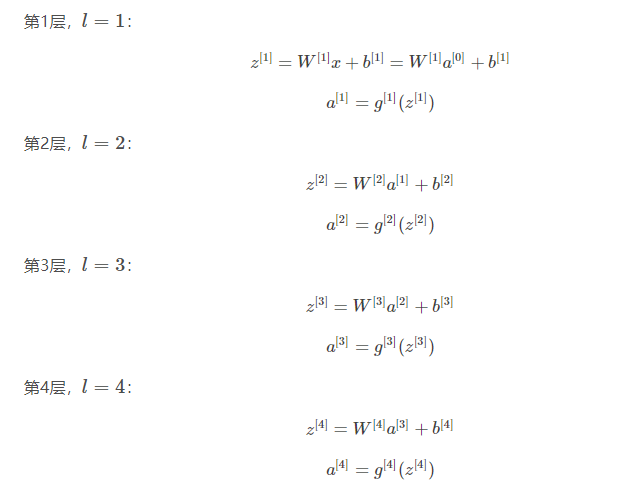 第1层，l = 1：
z^{[1]} = W^{[1]}x + b^{[1]} = W^{[1]}a^{[0]} + b^{[1]}
a^{[1]} = g^{[1]}(z^{[1]})
第2层，l = 2：
z^{[2]} = W^{[2]}a^{[1]} + b^{[2]}
a^{[2]} = g^{[2]}(z^{[2]})
第3层，l = 3：
z^{[3]} = W^{[3]}a^{[2]} + b^{[3]}
a^{[3]} = g^{[3]}(z^{[3]})
第4层，l = 4：
z^{[4]} = W^{[4]}a^{[3]} + b^{[4]}
a^{[4]} = g^{[4]}(z^{[4]})